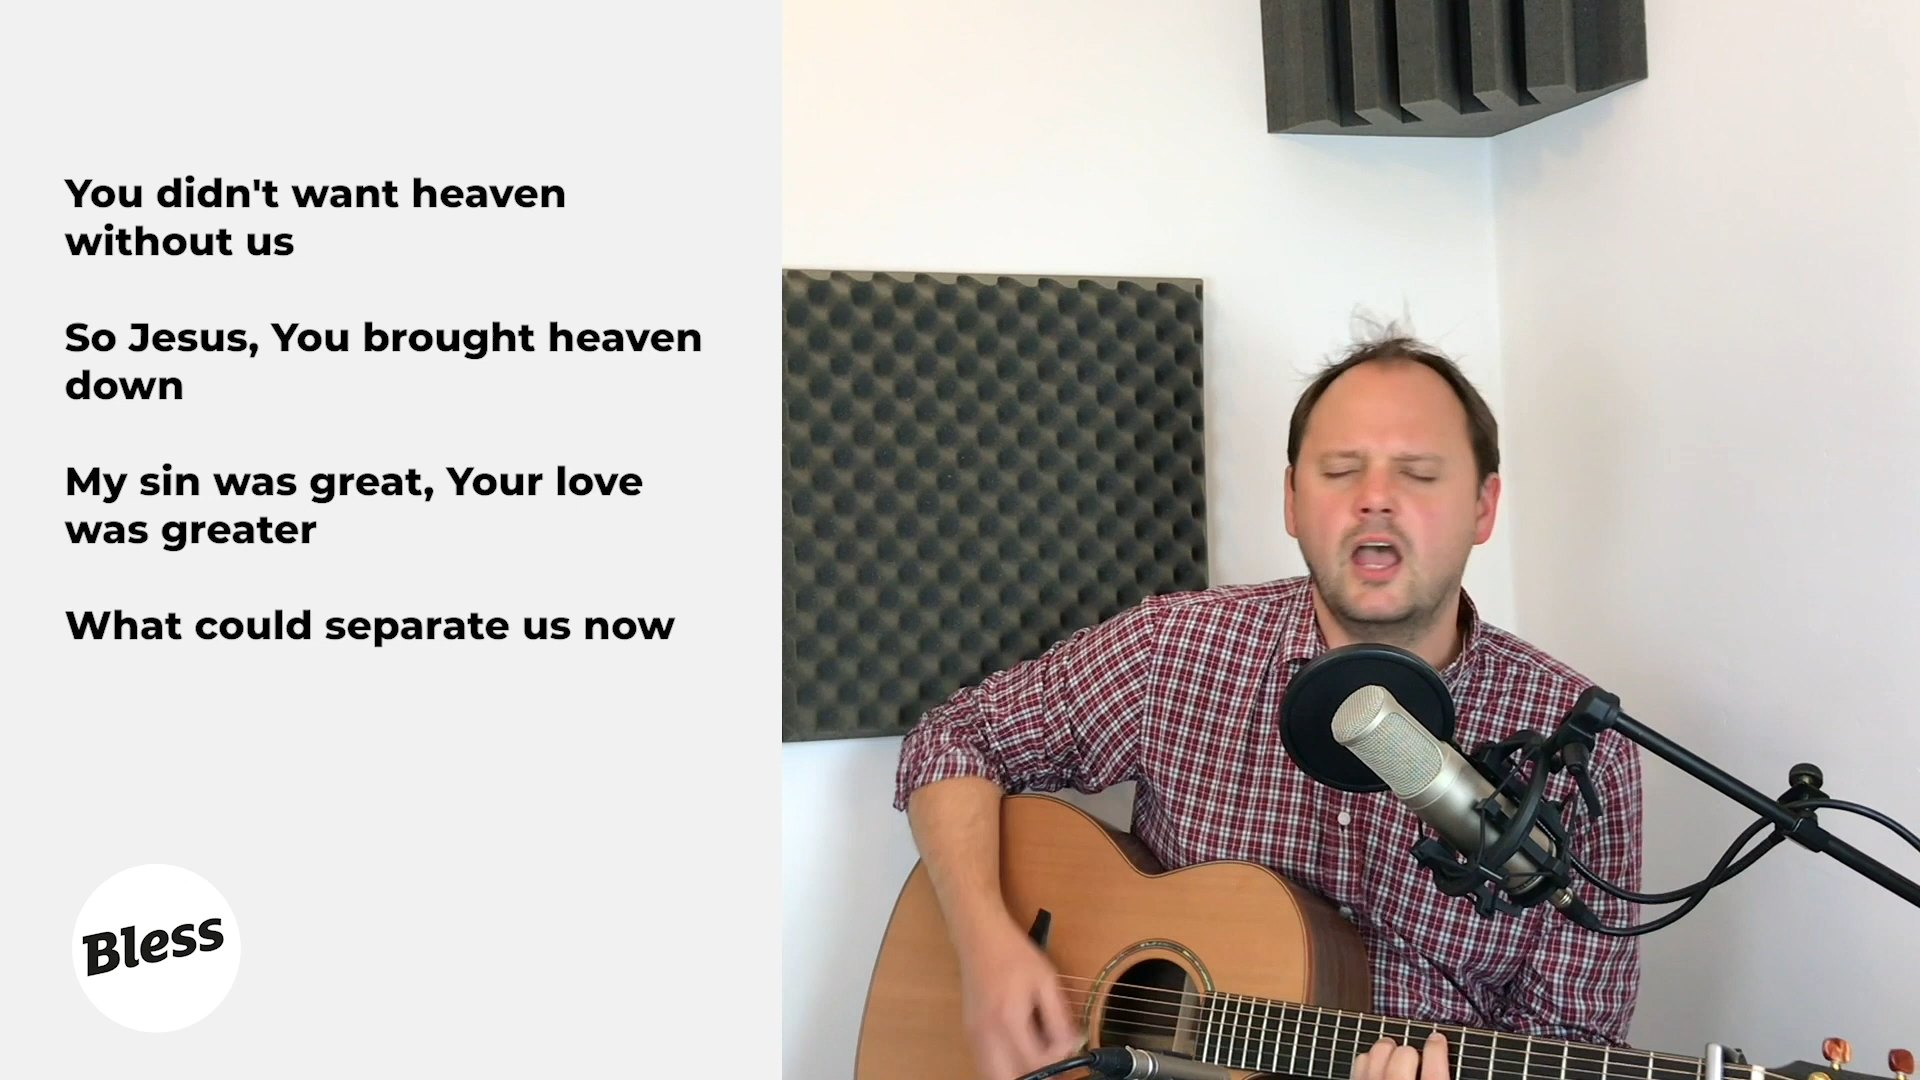 You didn't want heaven
without us
So Jesus, You brought heaven
down
My sin was great, Your love
was greater
What could separate us now
Bless